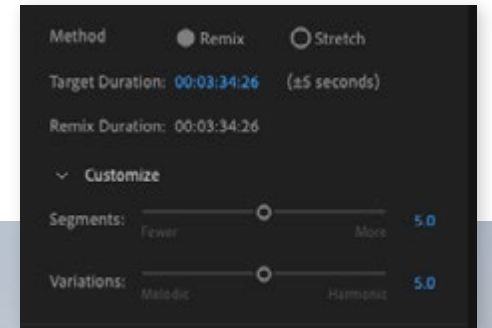 Method Remix Stretch
Target Duration: 00:03:34:26 (±5 seconds)
Remix Duration: 00:03:34:26
Customize
Segments: 5.0
Fewer More
Variations: 5.0
Melodic Harmonic